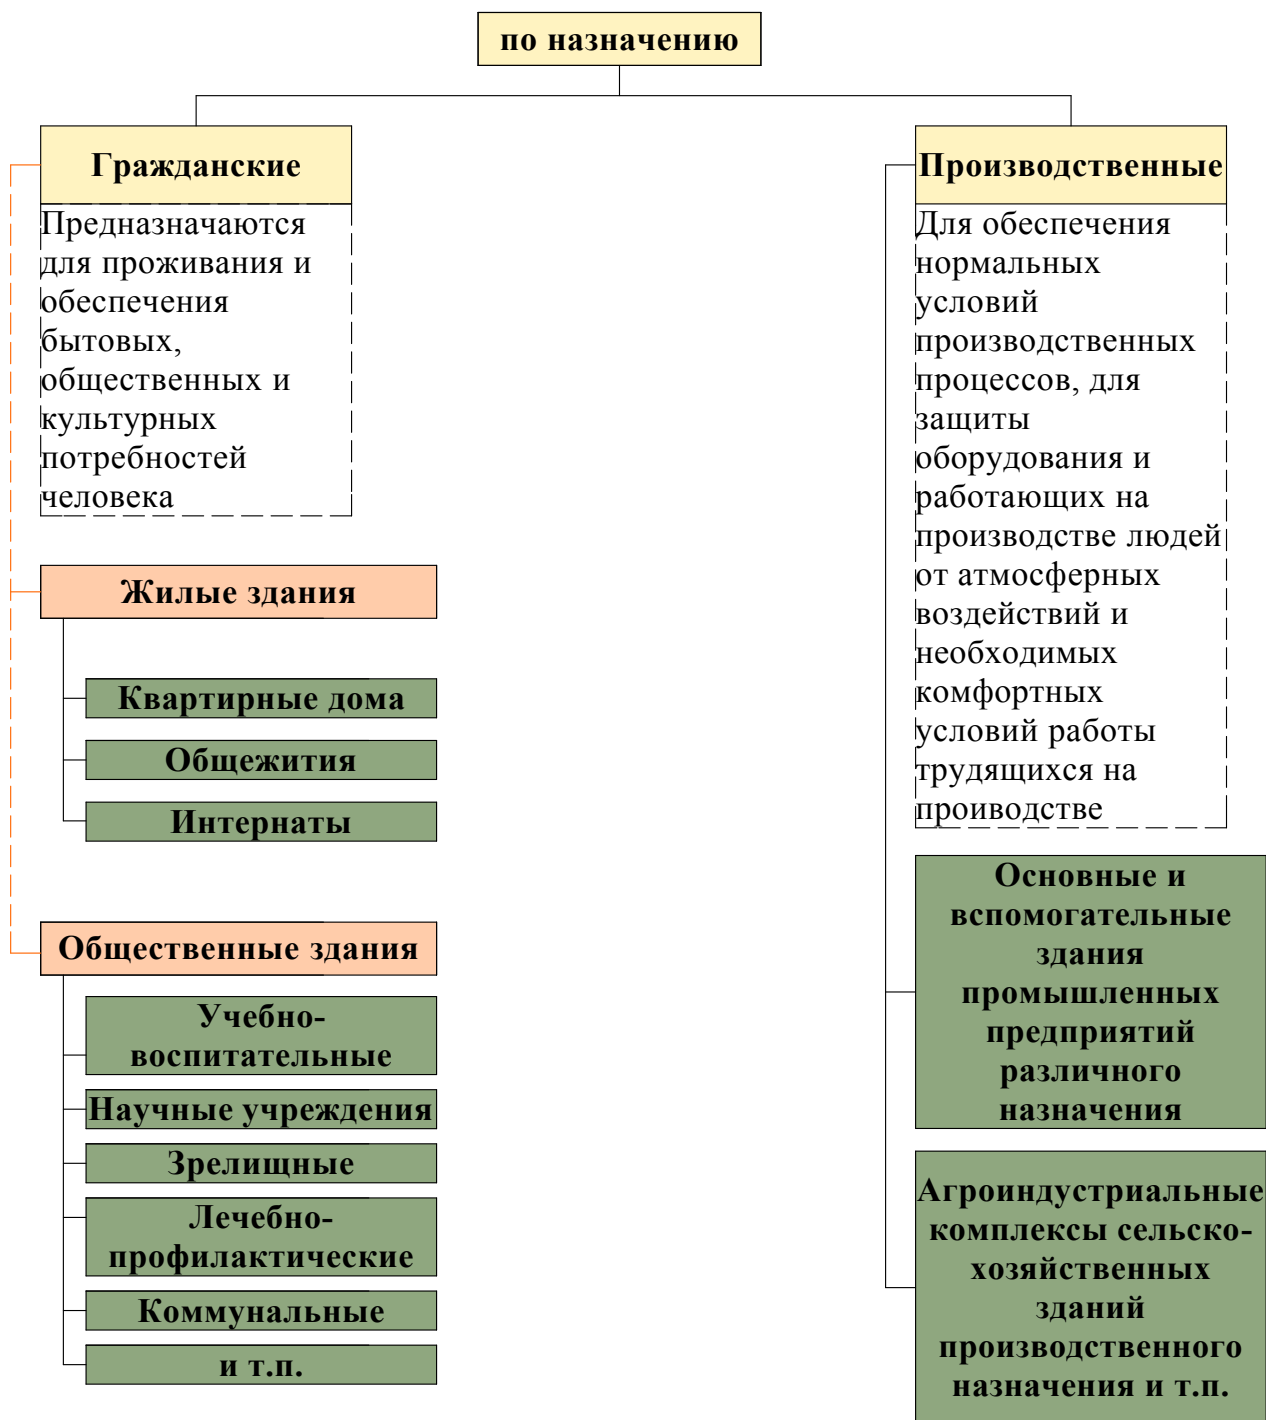 по назначению
Гражданские
Предназначаются
для проживания и
обеспечения
бытовых,
общественных и
культурных
потребностей
человека
Жилые здания
Квартирные дома
Общежития
Интернаты
Общественные здания
Учебно-
воспитательные
Научные учреждения
Зрелищные
Лечебно-
профилактические
Коммунальные
и т.п.
Производственные
Для обеспечения
нормальных
условий
производственных
процессов, для
защиты
оборудования и
работающих на
производстве людей
от атмосферных
воздействий и
необходимых
комфортных
условий работы
трудящихся на
проиводстве
Основные и
вспомогательные
здания
промышленных
предприятий
различного
назначения
Агроиндустриальные
комплексы сельско-
хозяйственных
зданий
производственного
назначения и т.п.